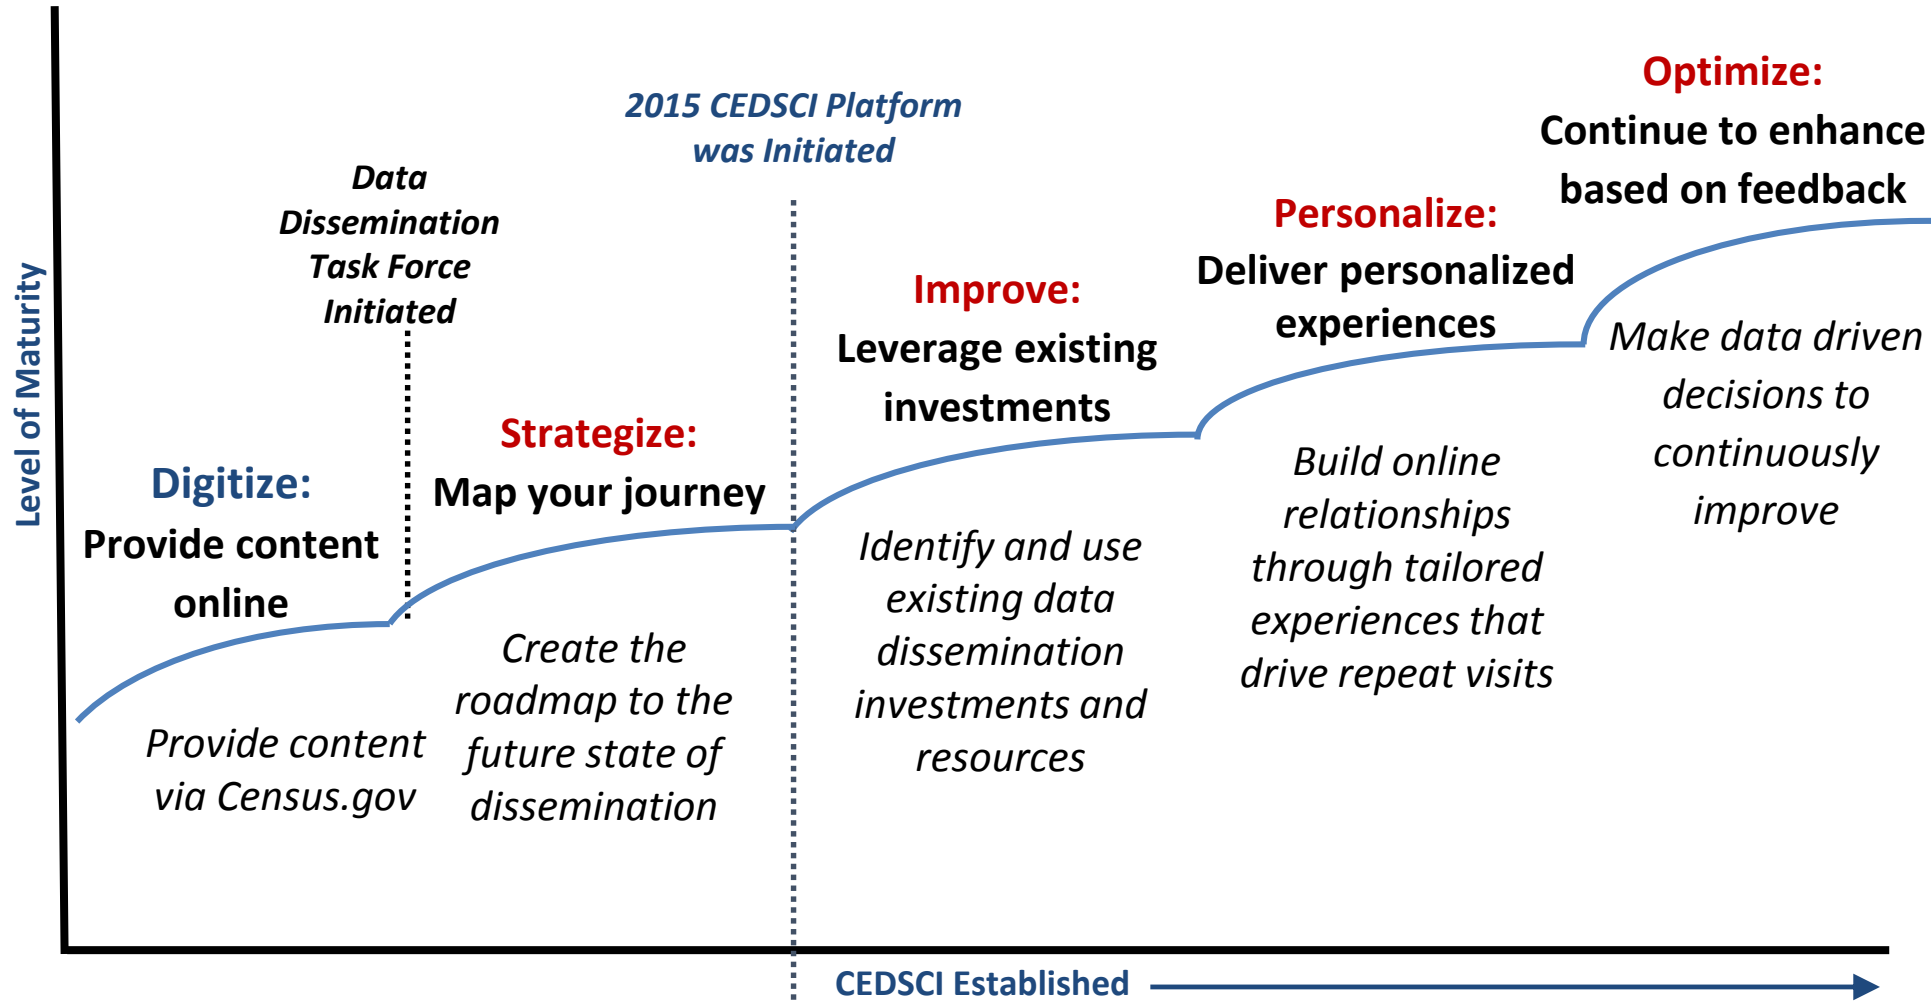 Level of Maturity
Digitize:
Provide content
online
Provide content
via Census.gov
Data
Dissemination
Task Force
Initiated
Strategize:
Map your journey
Create the
roadmap to the
future state of
dissemination
2015 CEDSCI Platform
was Initiated
Improve:
Leverage existing
investments
Identify and use
existing data
dissemination
investments and
resources
Personalize:
Deliver personalized
experiences
Build online
relationships
through tailored
experiences that
drive repeat visits
Optimize:
Continue to enhance
based on feedback
Make data driven
decisions to
continuously
improve
CEDSCI Established